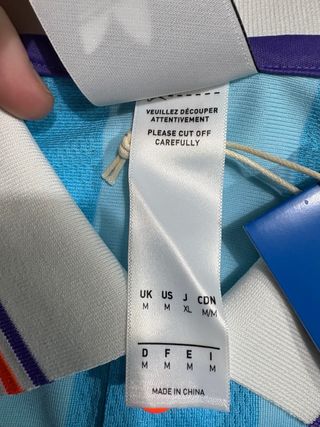 VEUILLEZ DÉCOUPER
ATTENTIVEMENT
PLEASE CUT OFF
CAREFULLY
UK US J CDN
M M XL M/M
D F E I
M M M M
MADE IN CHINA